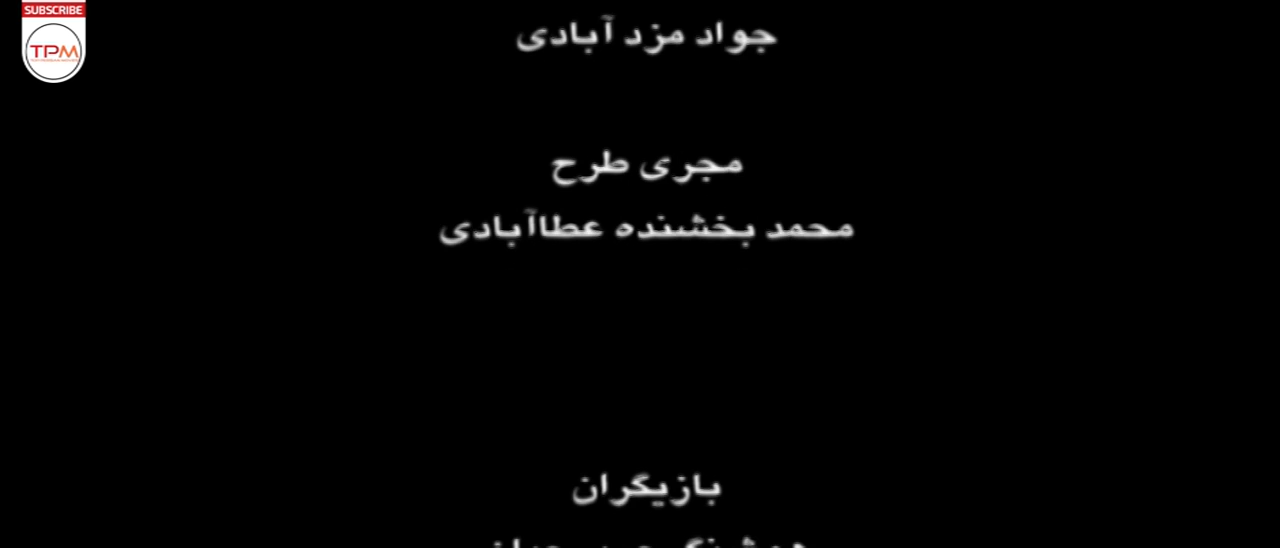 SUBSCRIBE
TPM
جواد مزد آبادی
مجری طرح
محمد بخشنده عطاآبادی
بازیگران